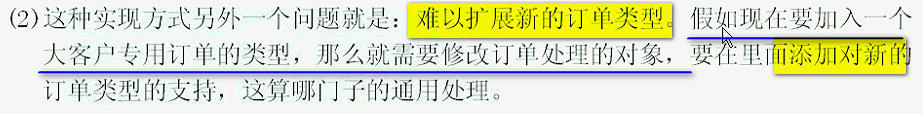 (2) 这种实现方式另外一个问题就是：难以扩展新的订单类型。假如现在要加入一个
大客户专用订单的类型，那么就需要修改订单处理的对象，要在里面添加对新的
订单类型的支持，这算哪门子的通用处理。